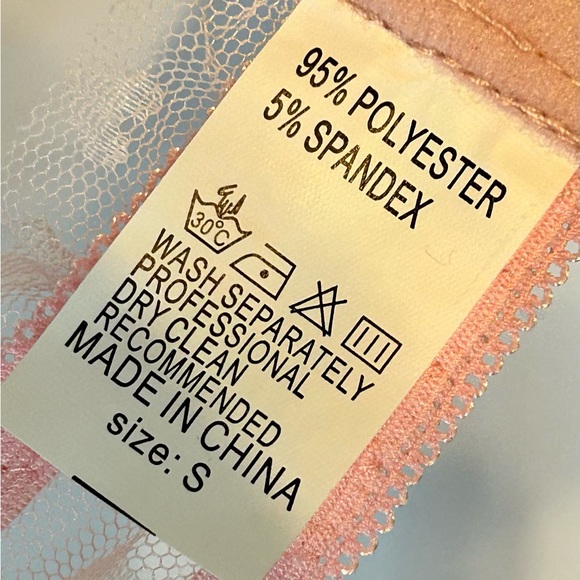 95% POLYESTER
5% SPANDEX
30°C
WASH SEPARATELY
PROFESSIONAL
DRY CLEAN
RECOMMENDED
MADE IN CHINA
size: S